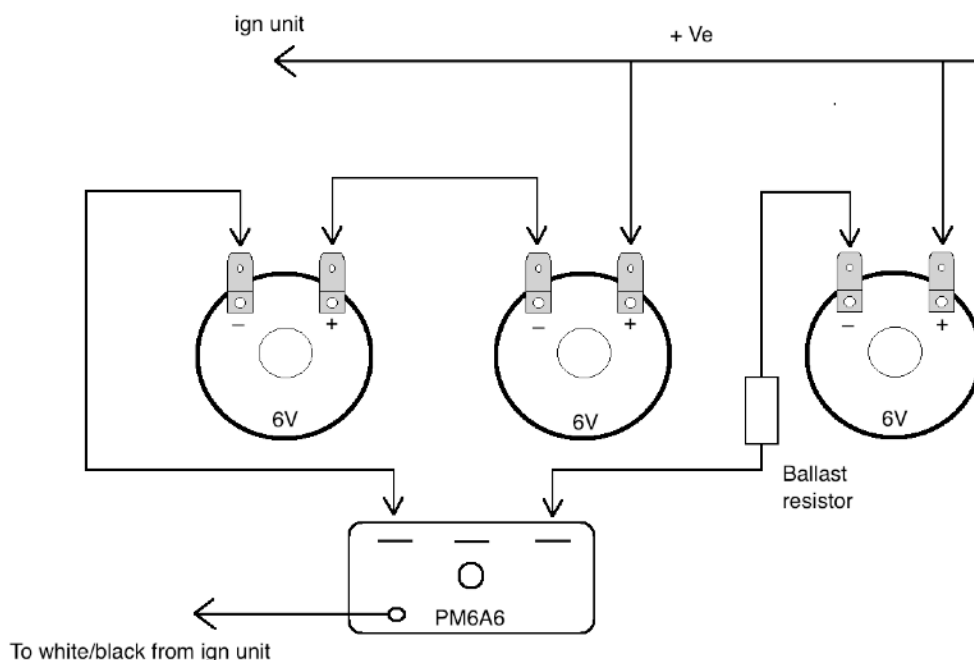 ign unit
+ Ve
– + – + – +
6V 6V 6V
Ballast
resistor
PM6A6
To white/black from ign unit